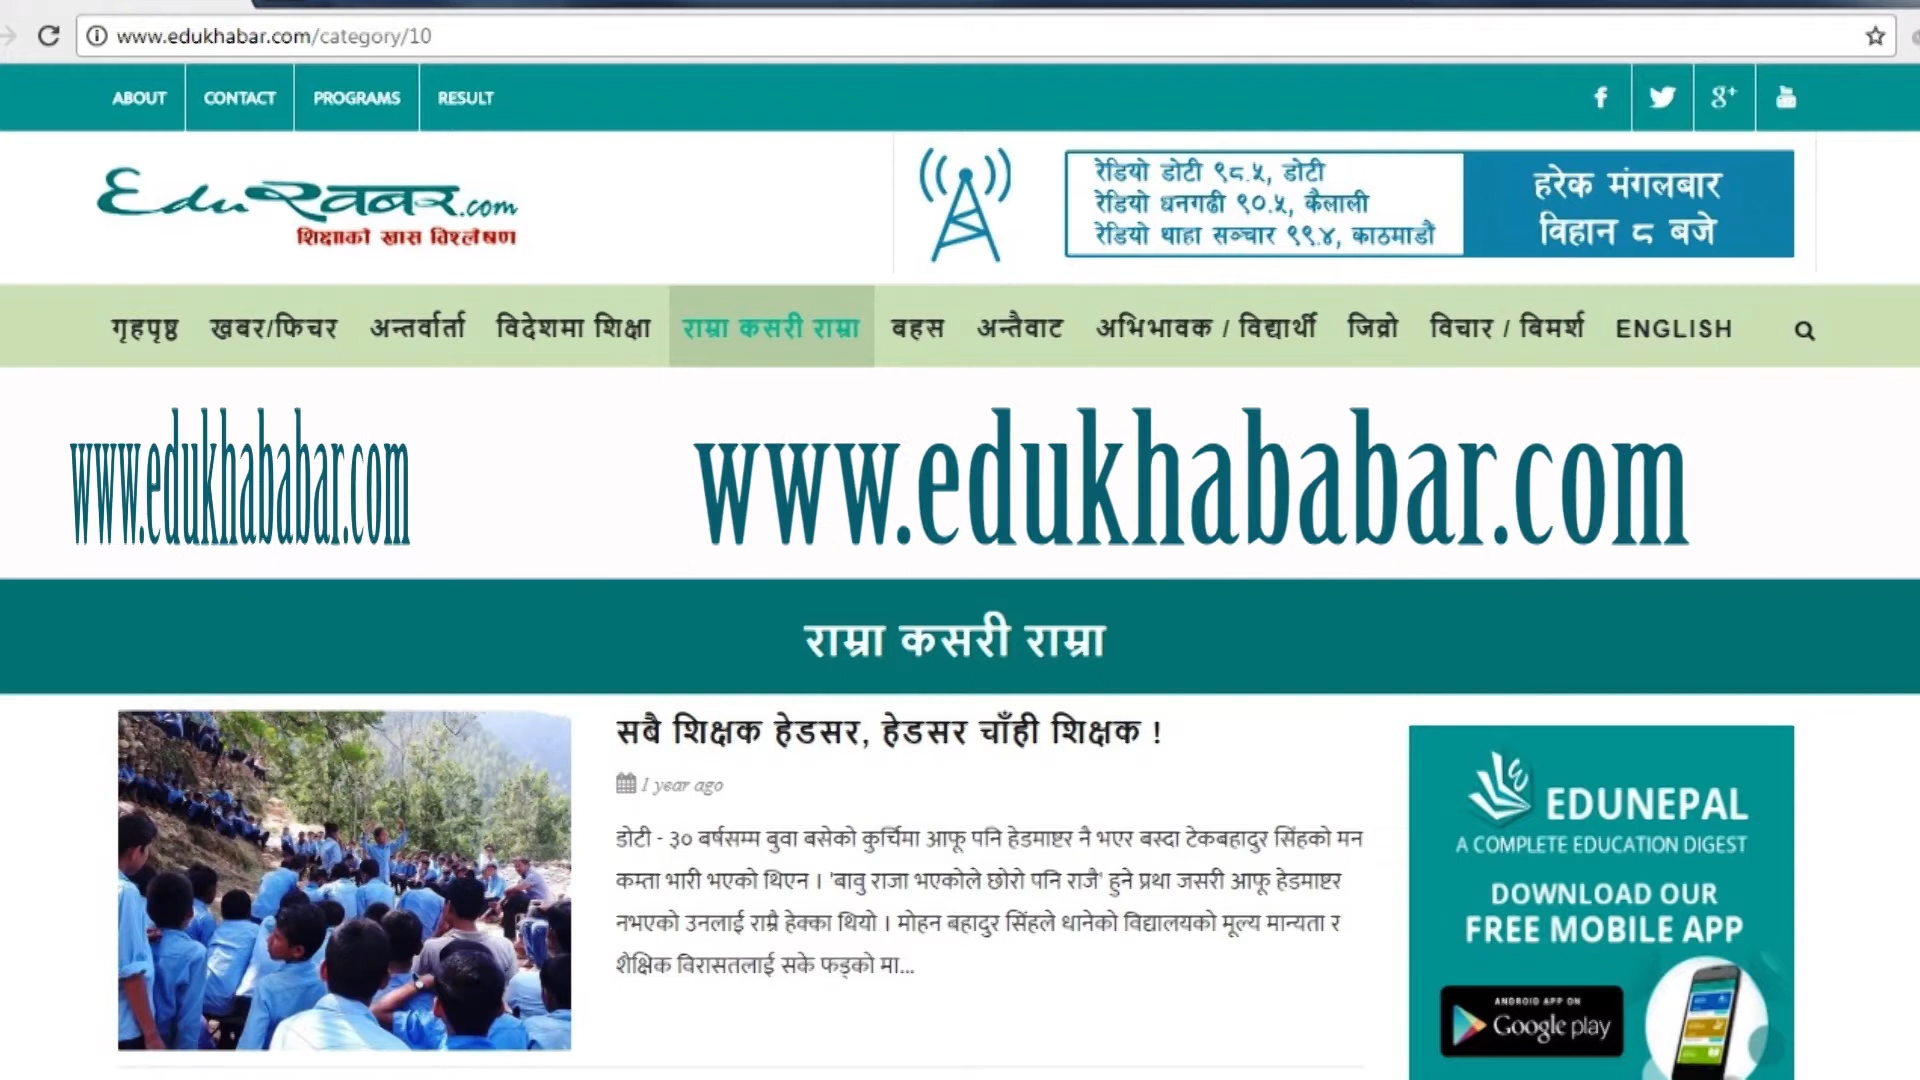 www.edukhabar.com/category/10
ABOUT
CONTACT
PROGRAMS
RESULT
Edu खबर.com
शिक्षाको खास विश्लेषण
रेडियो डोटी ९८.५, डोटी
रेडियो धनगढी ९०.५, कैलाली
रेडियो थाहा सञ्चार ९९.४, काठमाडौं
हरेक मंगलबार
विहान ८ बजे
गृहपृष्ठ खबर/फिचर अन्तर्वार्ता विदेशमा शिक्षा राम्रा कसरी राम्रा बहस अन्तैवाट अभिभावक / विद्यार्थी जिव्रो विचार / बिमर्श ENGLISH
www.edukhababar.com
www.edukhababar.com
राम्रा कसरी राम्रा
सबै शिक्षक हेडसर, हेडसर चाँही शिक्षक !
1 year ago
डोटी - ३० बर्षसम्म बुवा बसेको कुर्चिमा आफू पनि हेडमाष्टर नै भएर बस्दा टेकबहादुर सिंहको मन
कम्ता भारी भएको थिएन । 'बावु राजा भएकोले छोरो पनि राजै' हुने प्रथा जसरी आफू हेडमाष्टर
नभएको उनलाई राम्रै हेक्का थियो । मोहन बहादुर सिंहले धानेको विद्यालयको मूल्य मान्यता र
शैक्षिक विरासतलाई सके फड्को मा...
EDUNEPAL
A COMPLETE EDUCATION DIGEST
DOWNLOAD OUR
FREE MOBILE APP
ANDROID APP ON
Google play